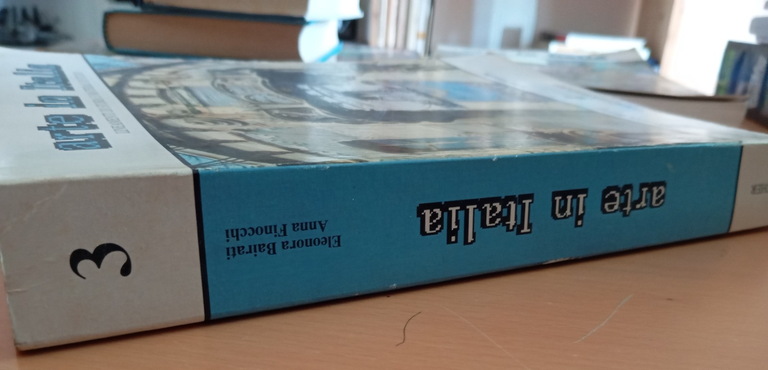 arte in Italia
arte in Italia
Eleonora Bairati
Anna Finocchi
3